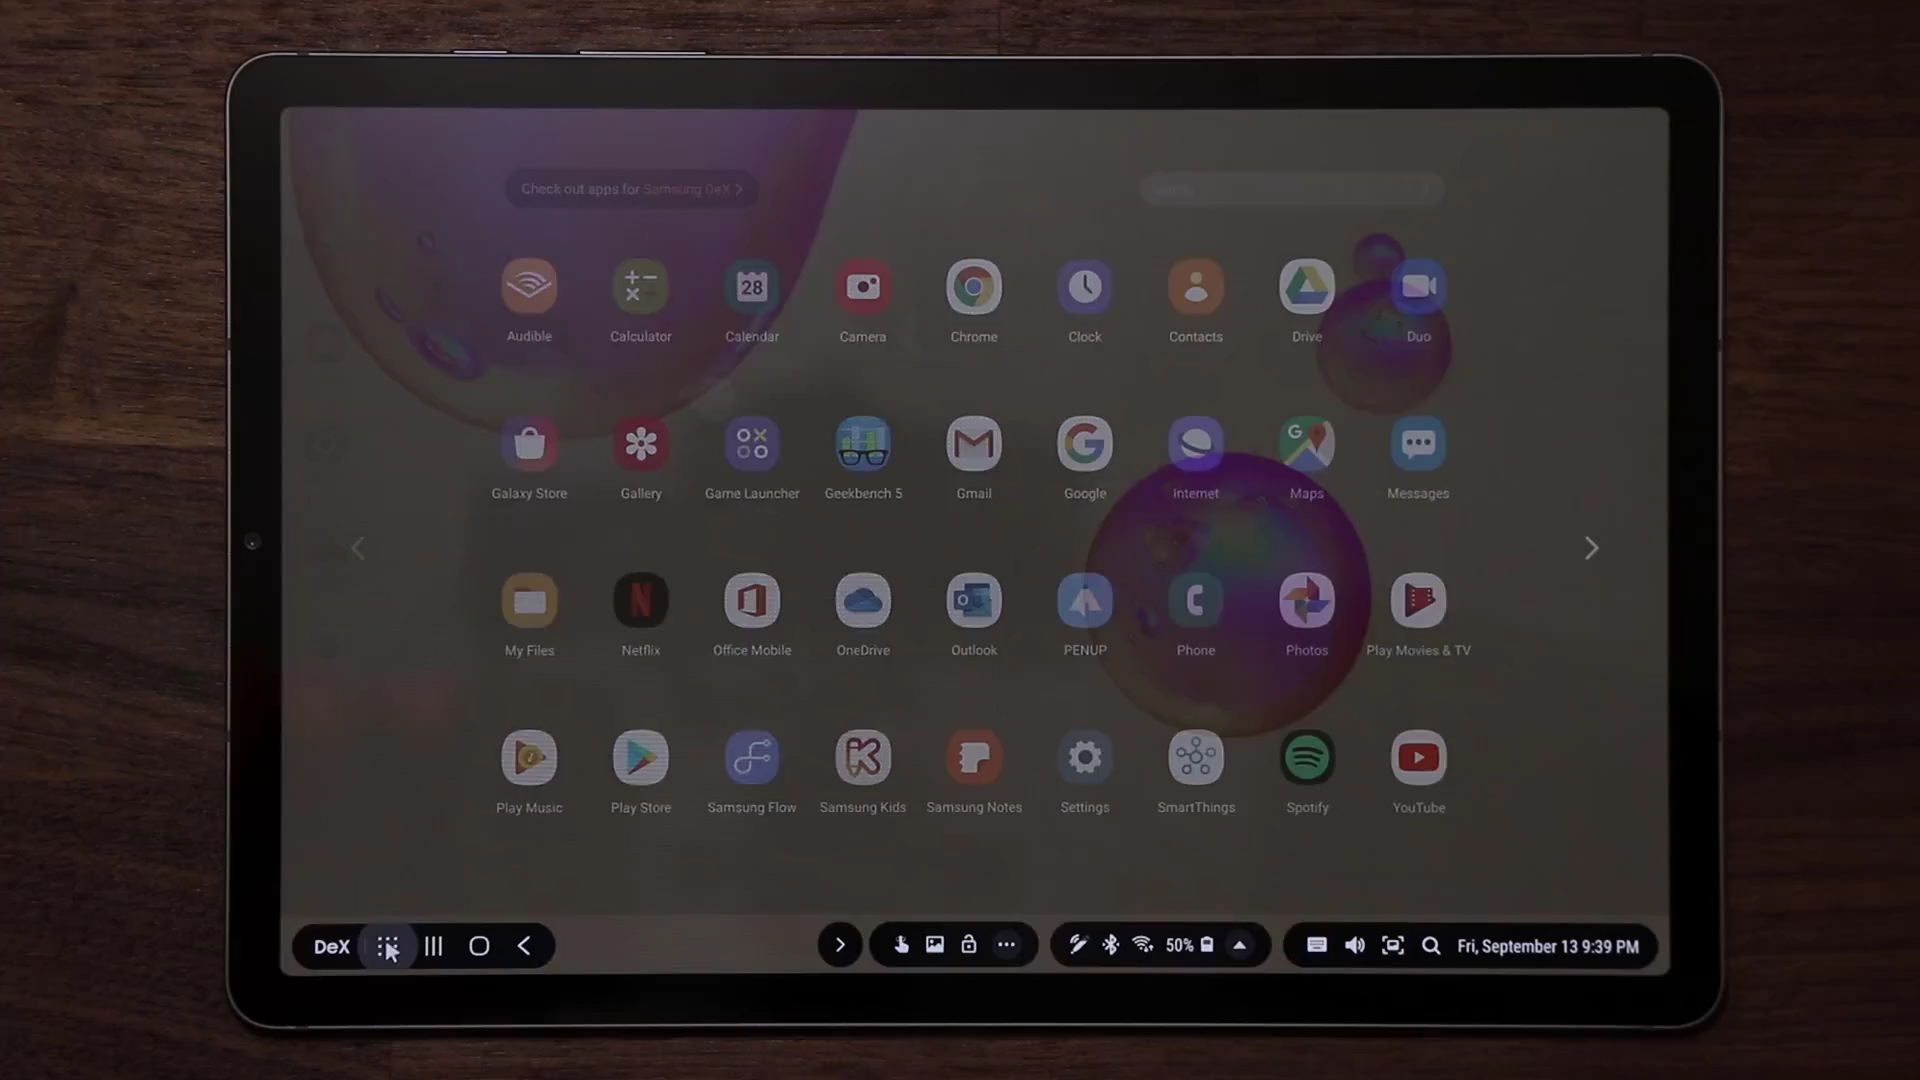 Check out apps for Samsung DeX
28
Audible Calculator Calendar Camera Chrome Clock Contacts Drive Duo
Galaxy Store Gallery Game Launcher Geekbench 5 Gmail Google Internet Maps Messages
My Files Netflix Office Mobile OneDrive Outlook PENUP Phone Photos Play Movies & TV
Play Music Play Store Samsung Flow Samsung Kids Samsung Notes Settings SmartThings Spotify YouTube
DeX 50% Fri, September 13 9:39 PM